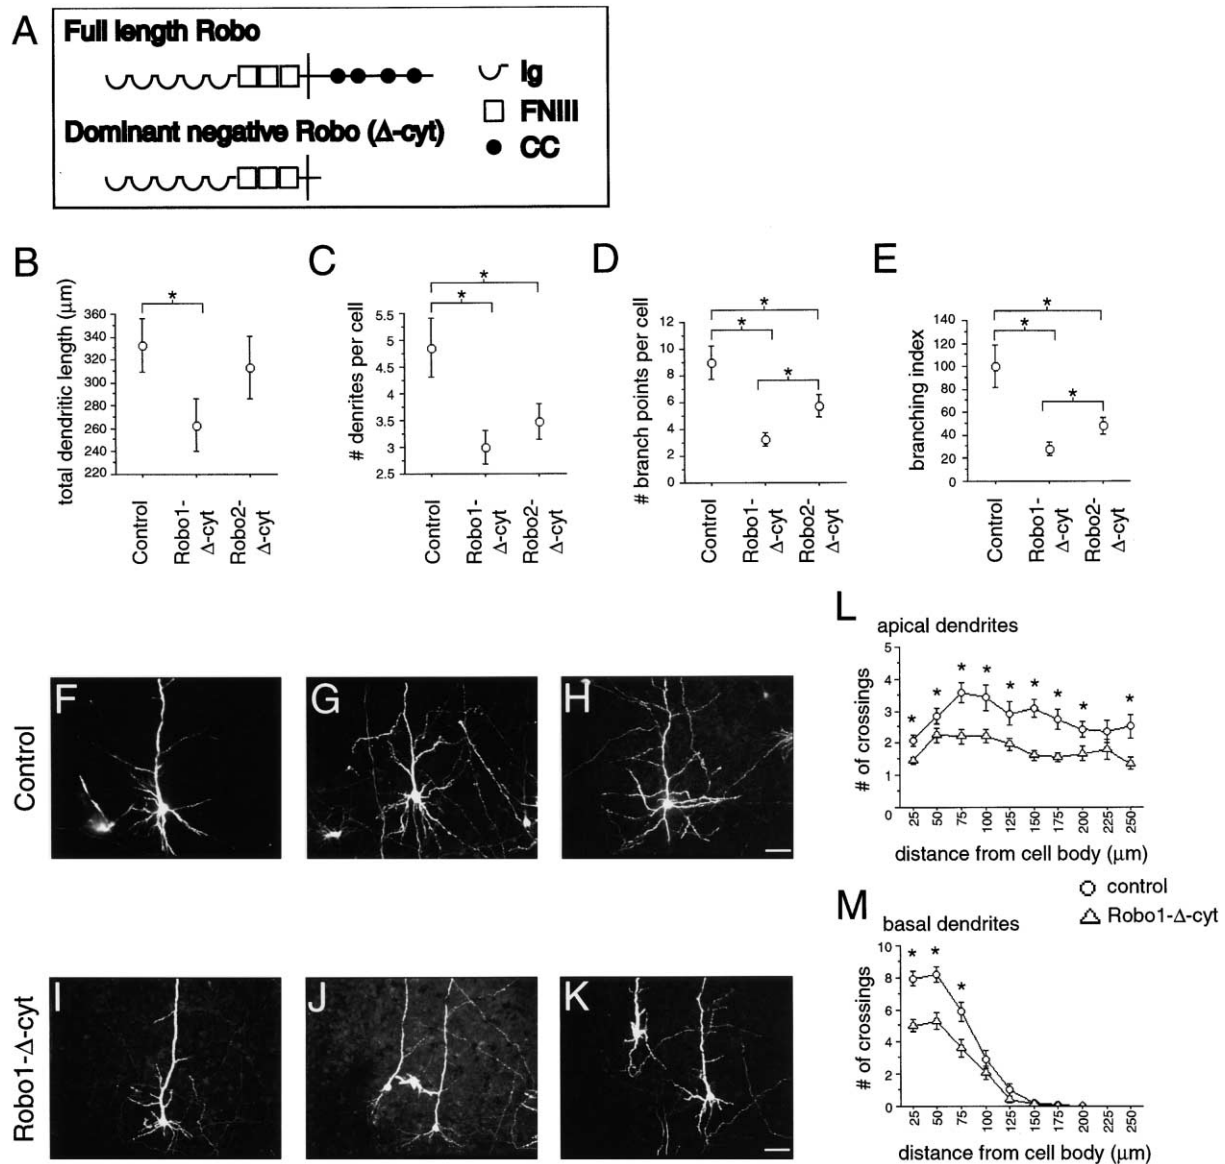 A
Full length Robo
Ig
FNIII
Dominant negative Robo (Δ-cyt)
CC
B
total dendritic length (μm)
360
340
320
300
280
260
240
220
*
Control
Robo1-
Δ-cyt
Robo2-
Δ-cyt
C
# denrites per cell
5.5
5
4.5
4
3.5
3
2.5
*
*
Control
Robo1-
Δ-cyt
Robo2-
Δ-cyt
D
# branch points per cell
12
10
8
6
4
2
0
*
*
*
Control
Robo1-
Δ-cyt
Robo2-
Δ-cyt
E
branching index
140
120
100
80
60
40
20
0
*
*
*
Control
Robo1-
Δ-cyt
Robo2-
Δ-cyt
Control
F
G
H
L
apical dendrites
# of crossings
5
4
3
2
1
0
* * * * * * * * *
25 50 75 100 125 150 175 200 225 250
distance from cell body (μm)
control
Robo1-Δ-cyt
Robo1-Δ-cyt
I
J
K
M
basal dendrites
# of crossings
10
8
6
4
2
0
* * *
25 50 75 100 125 150 175 200 225 250
distance from cell body (μm)